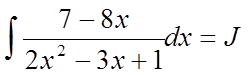 ∫ (7 − 8x)/(2x² − 3x + 1) dx = J